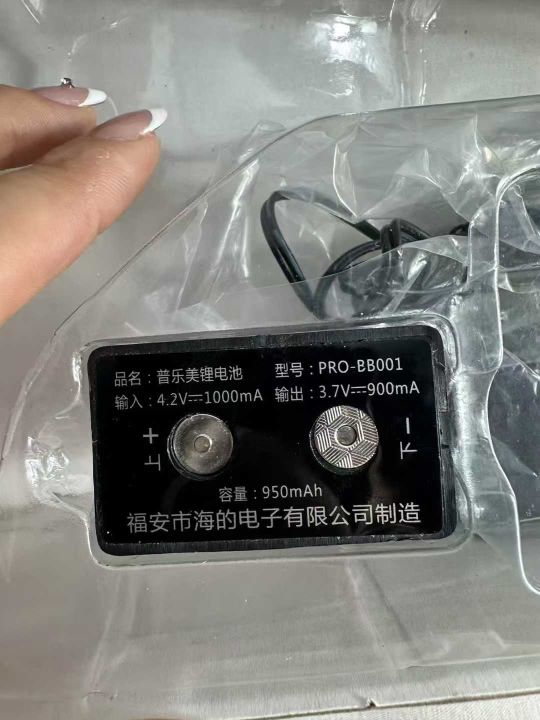 品名：普乐美锂电池 型号：PRO-BB001
输入：4.2V⎓1000mA 输出：3.7V⎓900mA
上 + 下 −
容量：950mAh
福安市海的电子有限公司制造